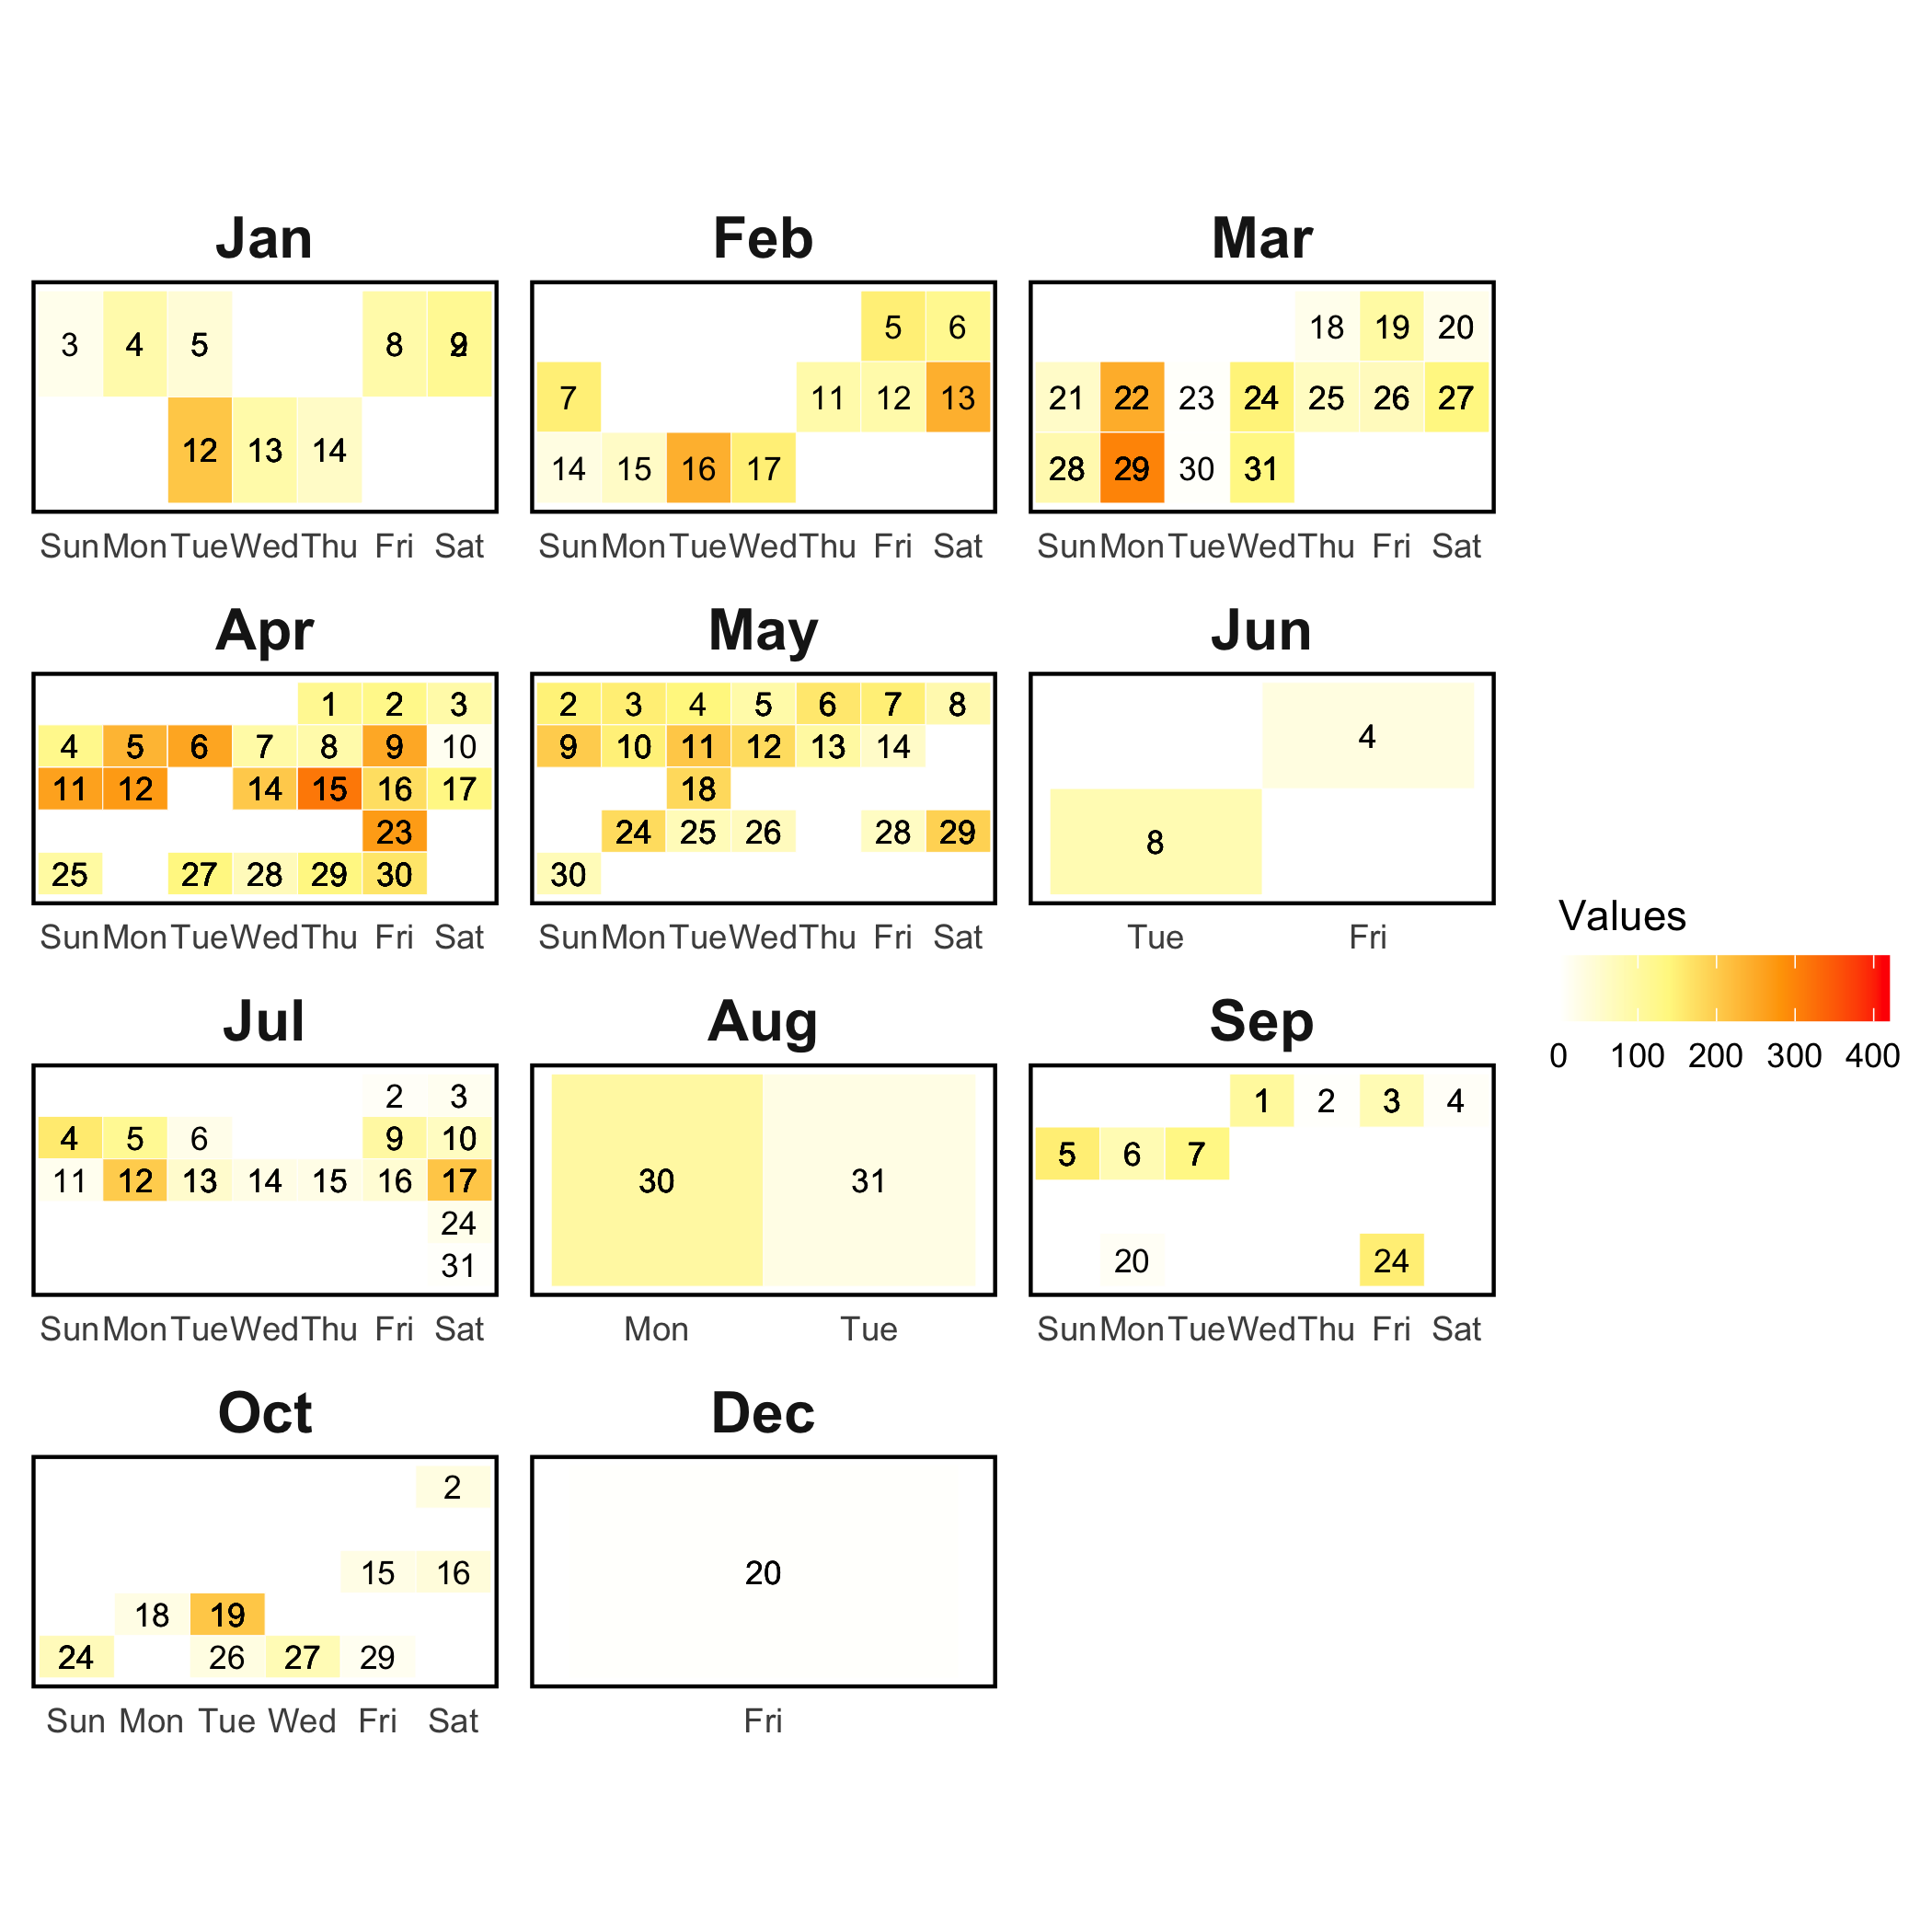 Jan Feb Mar
3 4 5 8 9 5 6 18 19 20
7 11 12 13 21 22 23 24 25 26 27
12 13 14 14 15 16 17 28 29 30 31
Sun Mon Tue Wed Thu Fri Sat Sun Mon Tue Wed Thu Fri Sat Sun Mon Tue Wed Thu Fri Sat
Apr May Jun
1 2 3 2 3 4 5 6 7 8 4
4 5 6 7 8 9 10 9 10 11 12 13 14
11 12 14 15 16 17 18
23 24 25 26 28 29 8
25 27 28 29 30 30
Sun Mon Tue Wed Thu Fri Sat Sun Mon Tue Wed Thu Fri Sat Tue Fri
Values
0 100 200 300 400
Jul Aug Sep
2 3 1 2 3 4
4 5 6 9 10 5 6 7
11 12 13 14 15 16 17 30 31
24 20 24
31
Sun Mon Tue Wed Thu Fri Sat Mon Tue Sun Mon Tue Wed Thu Fri Sat
Oct Dec
2
15 16 20
18 19
24 26 27 29
Sun Mon Tue Wed Fri Sat Fri